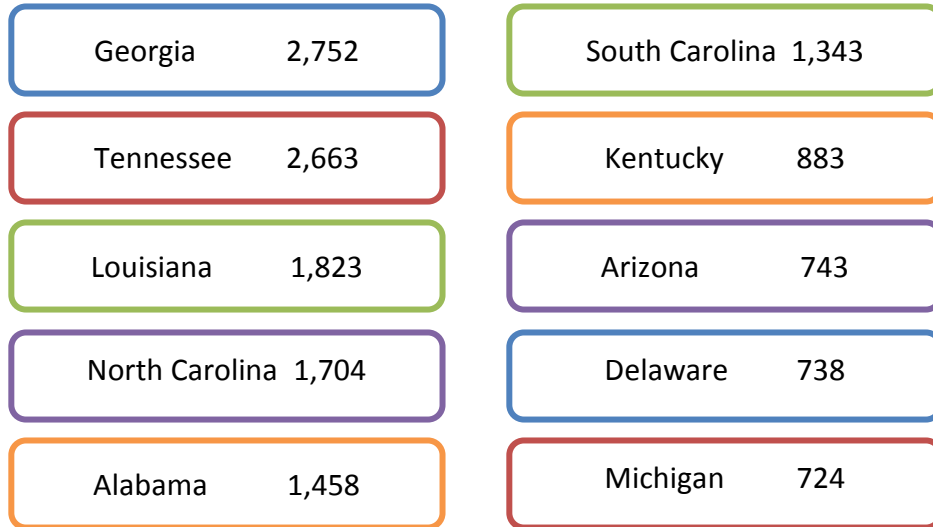 Georgia 2,752
Tennessee 2,663
Louisiana 1,823
North Carolina 1,704
Alabama 1,458
South Carolina 1,343
Kentucky 883
Arizona 743
Delaware 738
Michigan 724